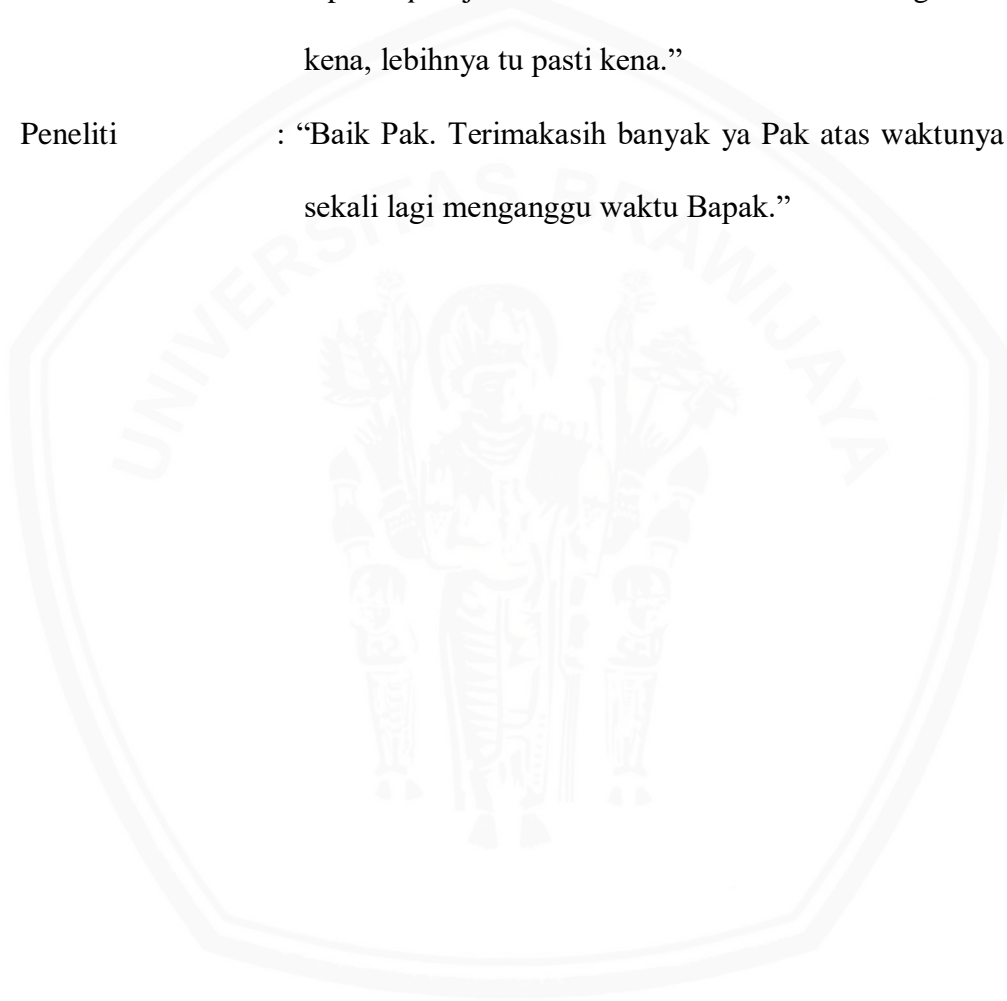 kena, lebihnya tu pasti kena.”
Peneliti : “Baik Pak. Terimakasih banyak ya Pak atas waktunya
sekali lagi menganggu waktu Bapak.”
UNIVERSITAS BRAWIJAYA